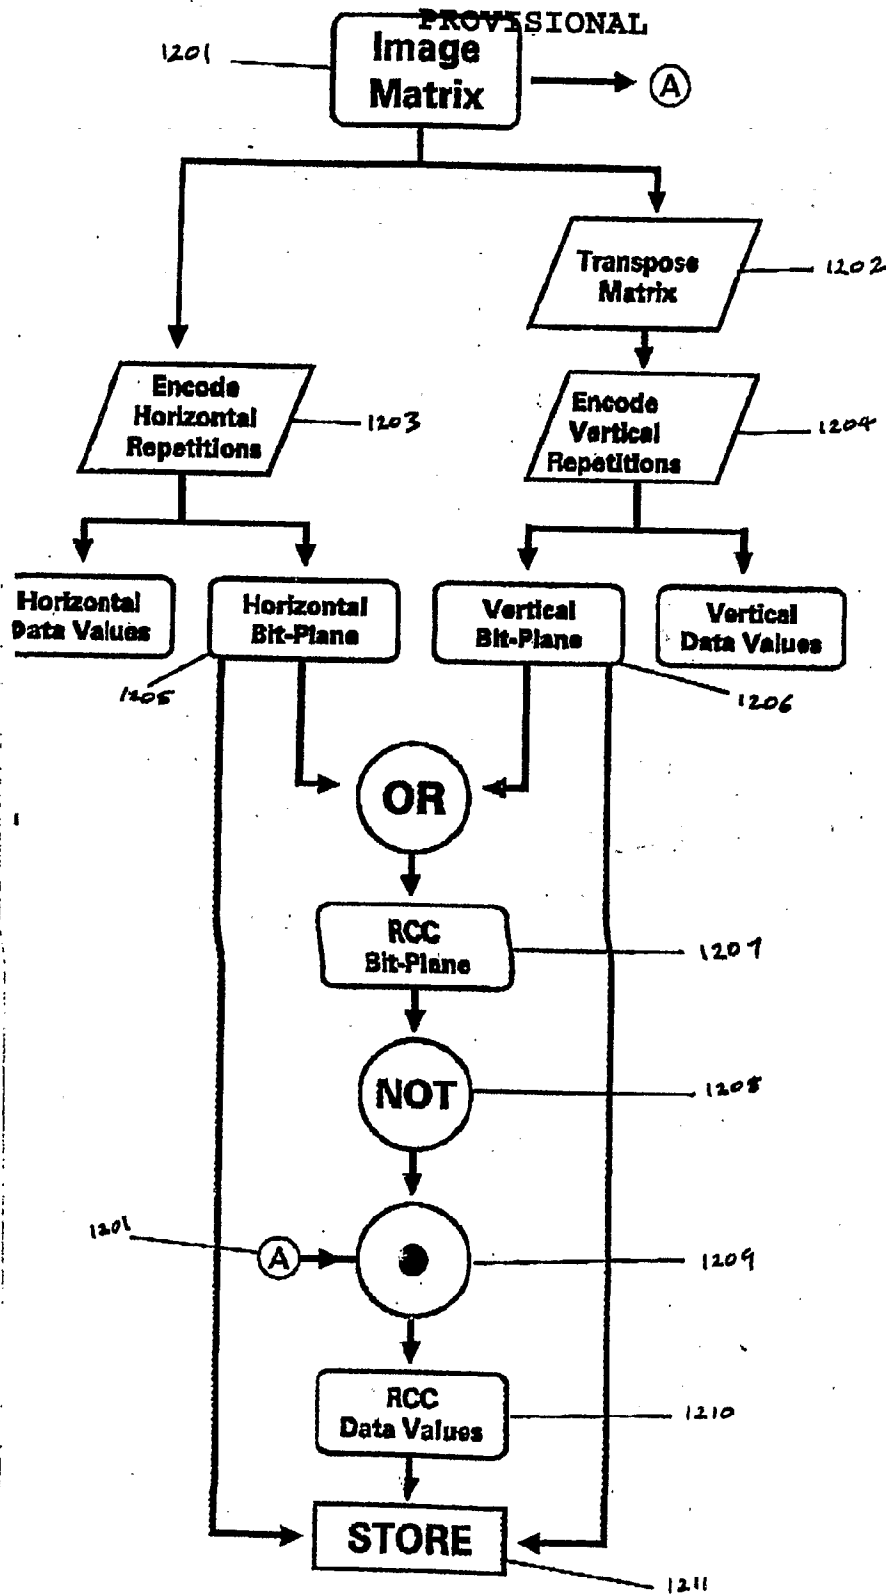 PROVISIONAL
1201
Image
Matrix
A
Transpose
Matrix
1202
Encode
Horizontal
Repetitions
1203
Encode
Vertical
Repetitions
1204
Horizontal
Data Values
Horizontal
Bit-Plane
Vertical
Bit-Plane
Vertical
Data Values
1205
1206
OR
RCC
Bit-Plane
1207
NOT
1208
1201
A
1209
RCC
Data Values
1210
STORE
1211